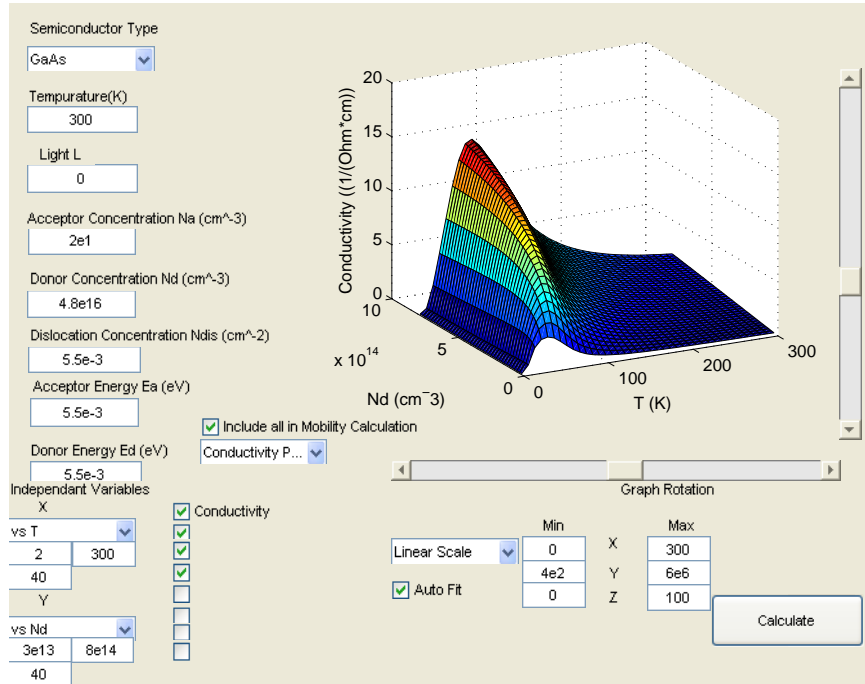 Semiconductor Type
GaAs
Tempurature(K)
300
Light L
0
Acceptor Concentration Na (cm^-3)
2e1
Donor Concentration Nd (cm^-3)
4.8e16
Dislocation Concentration Ndis (cm^-2)
5.5e-3
Acceptor Energy Ea (eV)
5.5e-3
Donor Energy Ed (eV)
5.5e-3
Include all in Mobility Calculation
Conductivity P...
Conductivity ((1/(Ohm*cm))
20
15
10
5
0
10
5
0
x 10^14
Nd (cm‾3)
0
100
200
300
T (K)
Graph Rotation
Independant Variables
X
vs T
2 300
40
Y
vs Nd
3e13 8e14
40
Conductivity
Linear Scale
Auto Fit
Min Max
0 X 300
4e2 Y 6e6
0 Z 100
Calculate